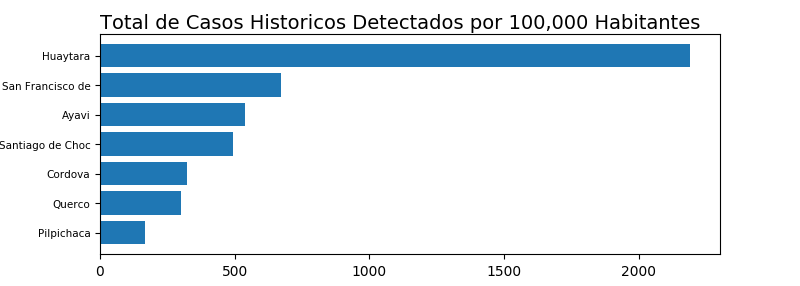 Total de Casos Historicos Detectados por 100,000 Habitantes
Huaytara
San Francisco de
Ayavi
Santiago de Choc
Cordova
Querco
Pilpichaca
0 500 1000 1500 2000